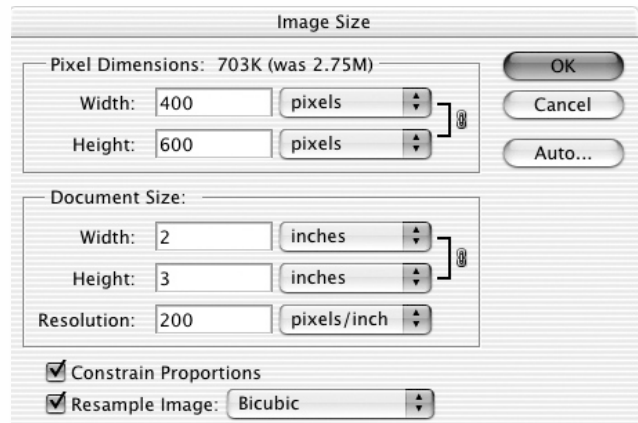 Image Size
Pixel Dimensions: 703K (was 2.75M)
Width: 400 pixels
Height: 600 pixels
OK
Cancel
Auto...
Document Size:
Width: 2 inches
Height: 3 inches
Resolution: 200 pixels/inch
Constrain Proportions
Resample Image: Bicubic